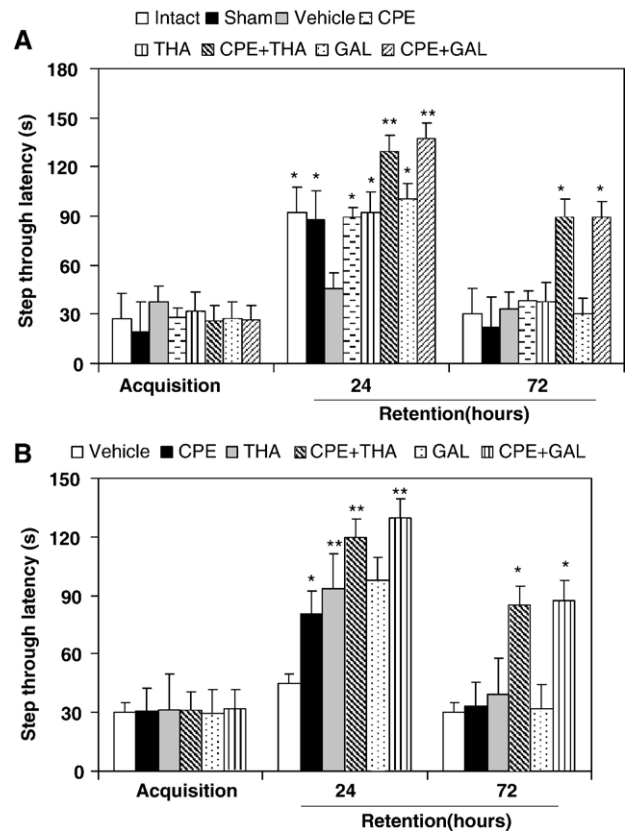 Intact Sham Vehicle CPE
THA CPE+THA GAL CPE+GAL
A
180
150
120
90
60
30
0
Step through latency (s)
* * * * ** * **
* *
Acquisition 24 72
Retention(hours)
Vehicle CPE THA CPE+THA GAL CPE+GAL
B
150
120
90
60
30
0
Step through latency (s)
* ** ** **
* *
Acquisition 24 72
Retention(hours)